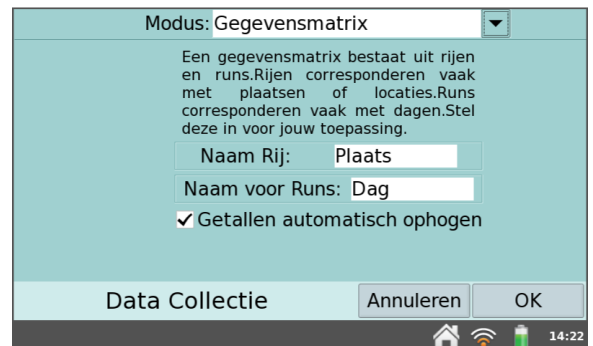 Modus: Gegevensmatrix
Een gegevensmatrix bestaat uit rijen
en runs.Rijen corresponderen vaak
met plaatsen of locaties.Runs
corresponderen vaak met dagen.Stel
deze in voor jouw toepassing.
Naam Rij: Plaats
Naam voor Runs: Dag
Getallen automatisch ophogen
Data Collectie Annuleren OK
14:22